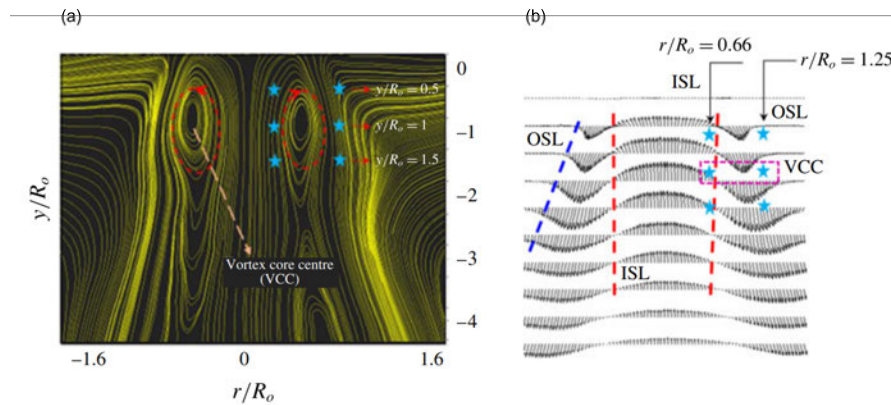 (a)
0
y/Rₒ = 0.5
-1
y/Rₒ = 1
y/Rₒ = 1.5
-2
-3
-4
y/Rₒ
Vortex core centre
(VCC)
-1.6
0
1.6
r/Rₒ
(b)
r/Rₒ = 0.66
ISL
r/Rₒ = 1.25
OSL
OSL
VCC
ISL